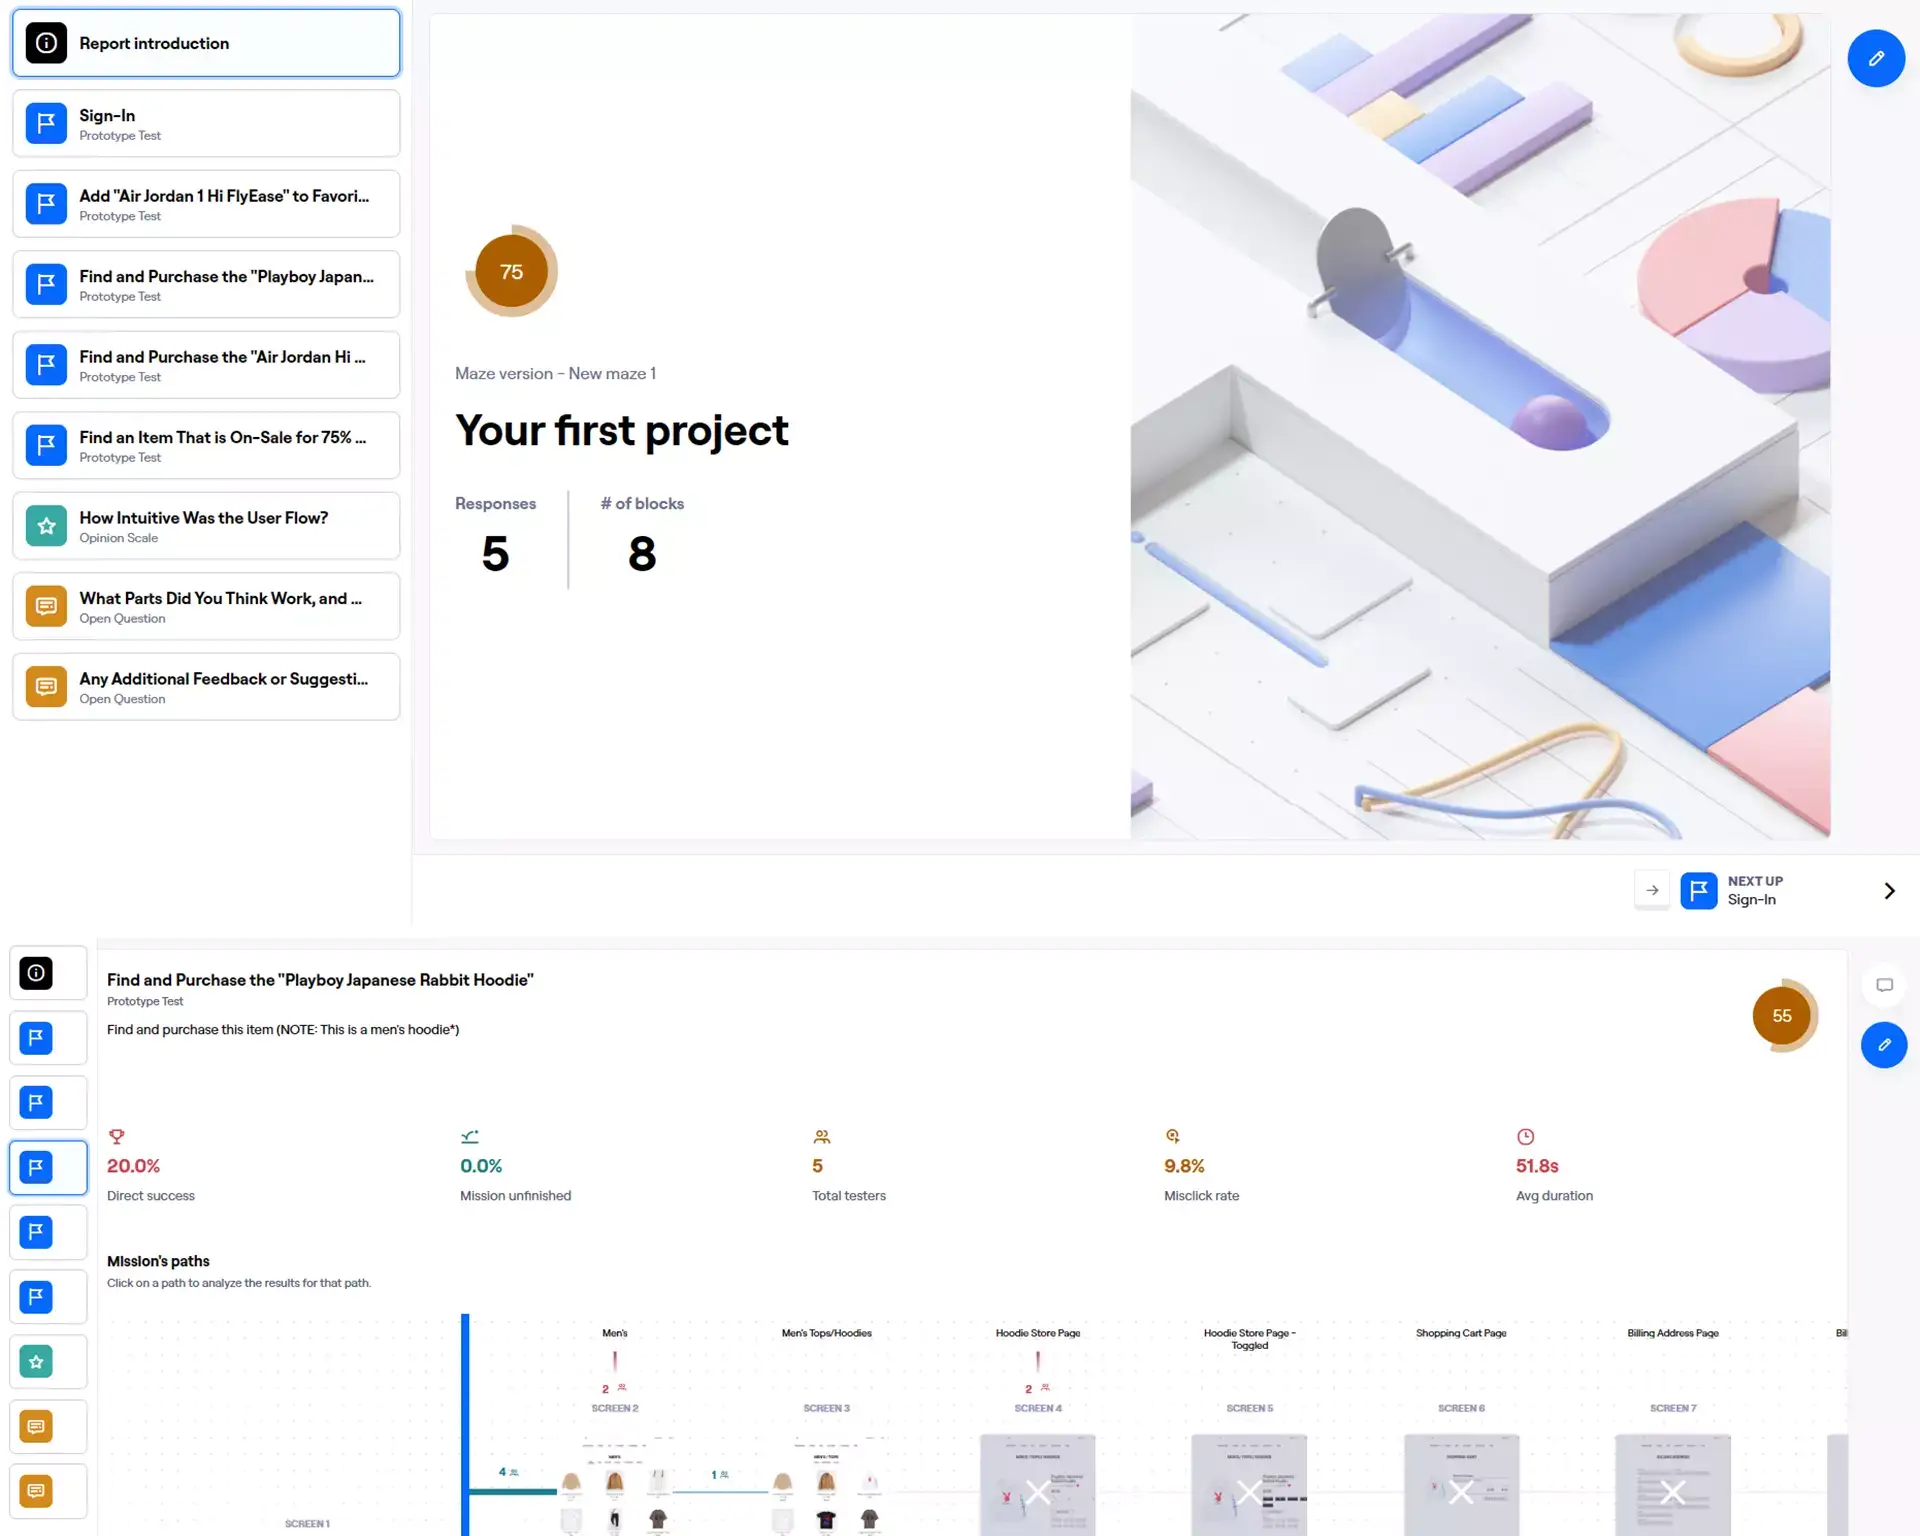 Report introduction
Sign-In
Prototype Test
Add "Air Jordan 1 Hi FlyEase" to Favori...
Prototype Test
Find and Purchase the "Playboy Japan...
Prototype Test
Find and Purchase the "Air Jordan Hi ...
Prototype Test
Find an Item That is On-Sale for 75% ...
Prototype Test
How Intuitive Was the User Flow?
Opinion Scale
What Parts Did You Think Work, and ...
Open Question
Any Additional Feedback or Suggesti...
Open Question
75
Maze version - New maze 1
Your first project
Responses
# of blocks
5
8
NEXT UP
Sign-In
Find and Purchase the "Playboy Japanese Rabbit Hoodie"
Prototype Test
Find and purchase this item (NOTE: This is a men's hoodie*)
55
20.0%
Direct success
0.0%
Mission unfinished
5
Total testers
9.8%
Misclick rate
51.8s
Avg duration
Mission's paths
Click on a path to analyze the results for that path.
Men's
Men's Tops/Hoodies
Hoodie Store Page
Hoodie Store Page -
Toggled
Shopping Cart Page
Billing Address Page
Bil
2
2
SCREEN 2
SCREEN 3
SCREEN 4
SCREEN 5
SCREEN 6
SCREEN 7
4
1
SCREEN 1